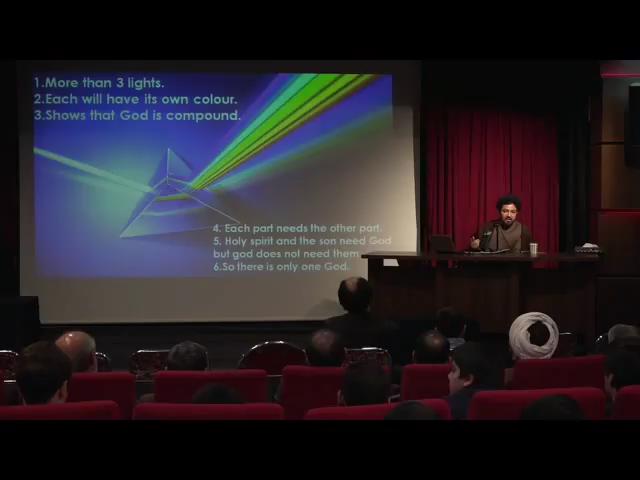 1.More than 3 lights.
2.Each will have its own colour.
3.Shows that God is compound.
4. Each part needs the other part.
5. Holy spirit and the son need God
but god does not need them.
6.So there is only one God.